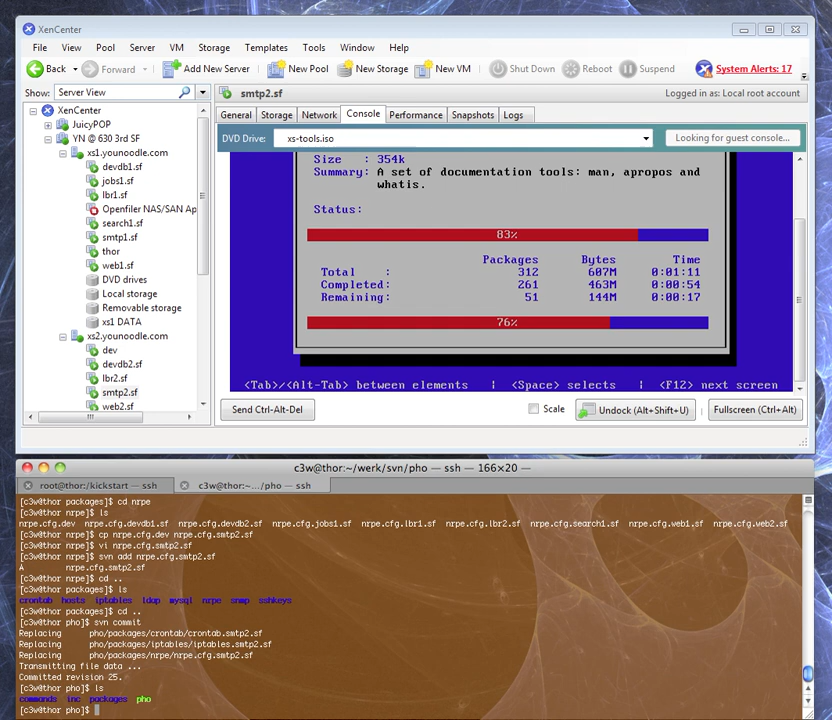 XenCenter
File View Pool Server VM Storage Templates Tools Window Help
Back Forward Add New Server New Pool New Storage New VM Shut Down Reboot Suspend System Alerts: 17
Show: Server View
smtp2.sf Logged in as: Local root account
General Storage Network Console Performance Snapshots Logs
DVD Drive: xs-tools.iso Looking for guest console...
XenCenter
JuicyPOP
YN @ 630 3rd SF
xs1.younoodle.com
devdb1.sf
jobs1.sf
lbr1.sf
Openfiler NAS/SAN Ap
search1.sf
smtp1.sf
thor
web1.sf
DVD drives
Local storage
Removable storage
xs1 DATA
xs2.younoodle.com
dev
devdb2.sf
lbr2.sf
smtp2.sf
web2.sf
Size : 354k
Summary: A set of documentation tools: man, apropos and
whatis.
Status:
83%
Packages Bytes Time
Total : 312 607M 0:01:11
Completed: 261 463M 0:00:54
Remaining: 51 144M 0:00:17
76%
<Tab>/<Alt-Tab> between elements | <Space> selects | <F12> next screen
Send Ctrl-Alt-Del Scale Undock (Alt+Shift+U) Fullscreen (Ctrl+Alt)
c3w@thor:~/werk/svn/pho — ssh — 166×20 —
root@thor:/kickstart — ssh c3w@thor:~.../pho — ssh
[c3w@thor packages]$ cd nrpe
[c3w@thor nrpe]$ ls
nrpe.cfg.dev nrpe.cfg.devdb1.sf nrpe.cfg.devdb2.sf nrpe.cfg.jobs1.sf nrpe.cfg.lbr1.sf nrpe.cfg.lbr2.sf nrpe.cfg.search1.sf nrpe.cfg.web1.sf nrpe.cfg.web2.sf
[c3w@thor nrpe]$ cp nrpe.cfg.dev nrpe.cfg.smtp2.sf
[c3w@thor nrpe]$ vi nrpe.cfg.smtp2.sf
[c3w@thor nrpe]$ svn add nrpe.cfg.smtp2.sf
A nrpe.cfg.smtp2.sf
[c3w@thor nrpe]$ cd ..
[c3w@thor packages]$ ls
crontab hosts iptables ldap mysql nrpe snmp sshkeys
[c3w@thor packages]$ cd ..
[c3w@thor pho]$ svn commit
Replacing pho/packages/crontab/crontab.smtp2.sf
Replacing pho/packages/iptables/iptables.smtp2.sf
Replacing pho/packages/nrpe/nrpe.cfg.smtp2.sf
Transmitting file data ...
Committed revision 25.
[c3w@thor pho]$ ls
commands inc packages pho
[c3w@thor pho]$